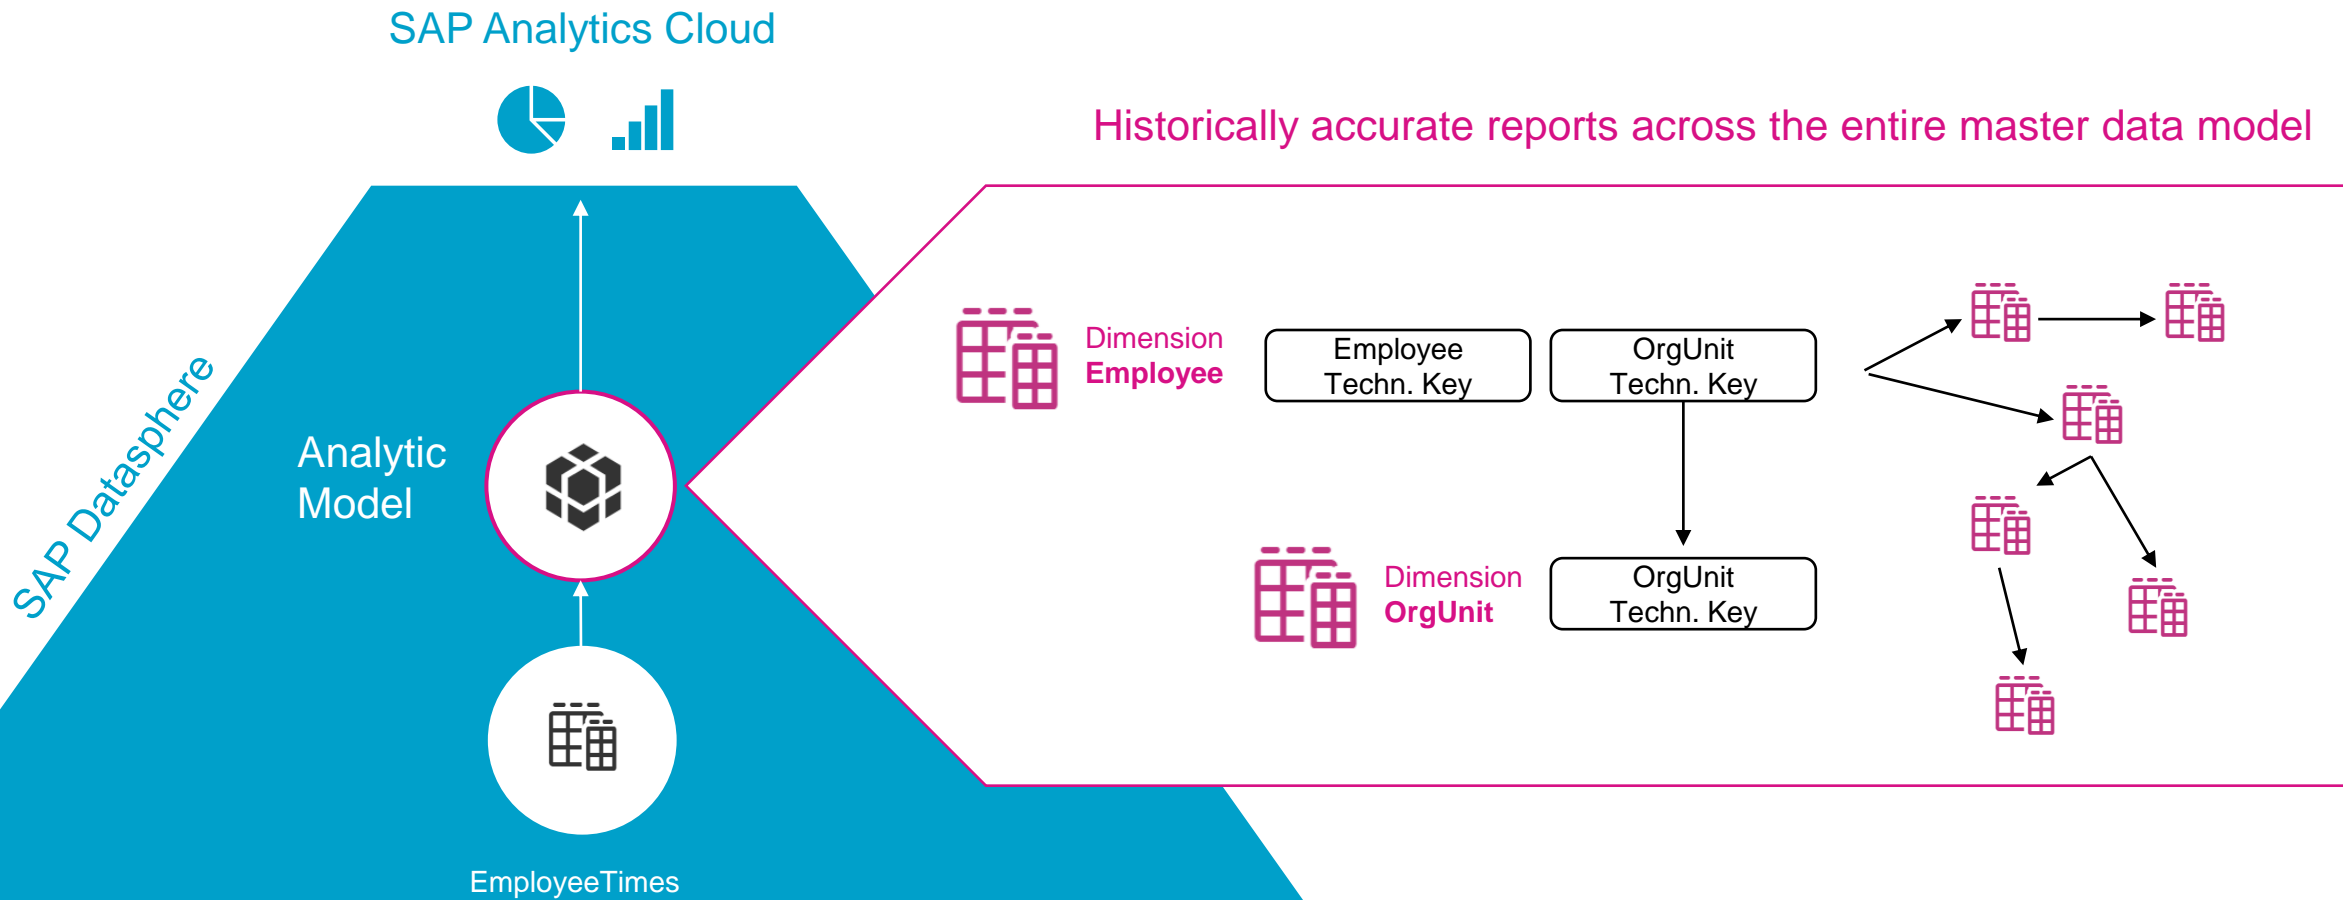 SAP Analytics Cloud
Historically accurate reports across the entire master data model
SAP Datasphere
Analytic
Model
EmployeeTimes
Dimension
Employee
Employee
Techn. Key
OrgUnit
Techn. Key
Dimension
OrgUnit
OrgUnit
Techn. Key